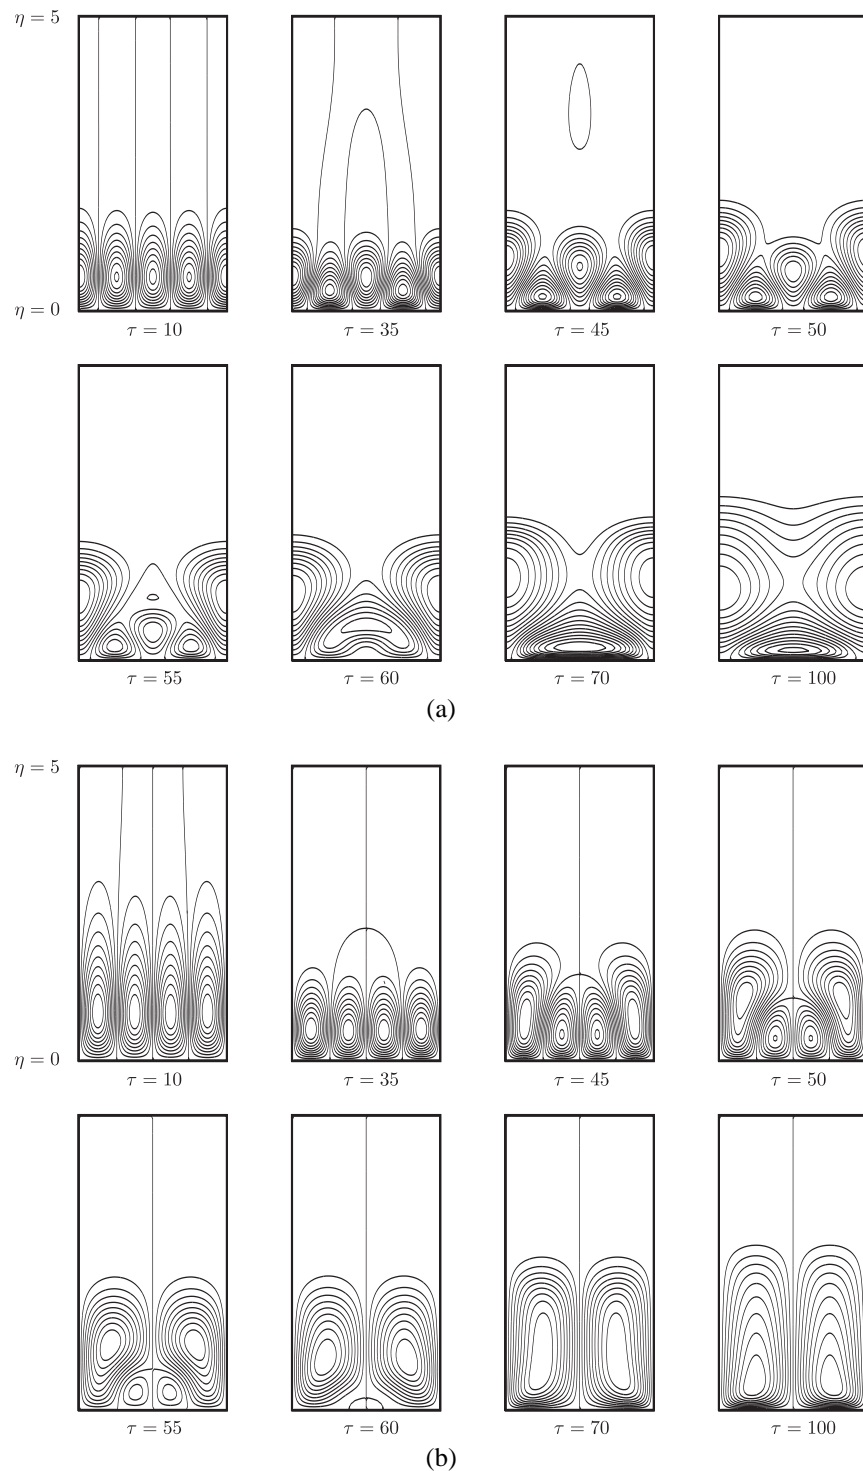 η = 5
η = 0
τ = 10 τ = 35 τ = 45 τ = 50
τ = 55 τ = 60 τ = 70 τ = 100
(a)
η = 5
η = 0
τ = 10 τ = 35 τ = 45 τ = 50
τ = 55 τ = 60 τ = 70 τ = 100
(b)